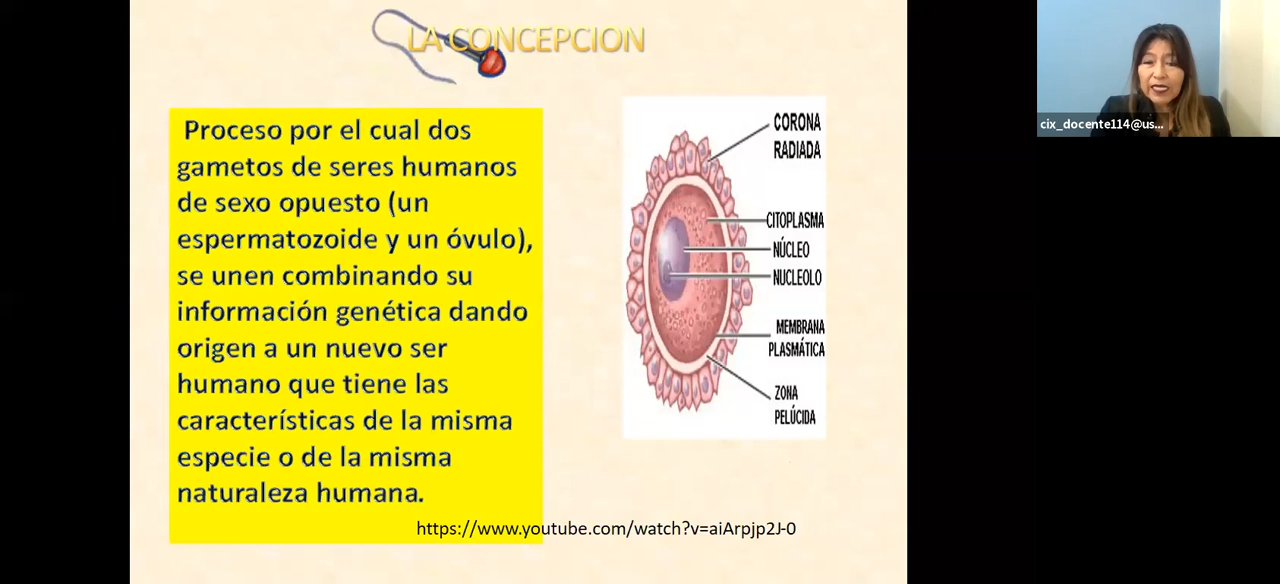 LA CONCEPCION
Proceso por el cual dos
gametos de seres humanos
de sexo opuesto (un
espermatozoide y un óvulo),
se unen combinando su
información genética dando
origen a un nuevo ser
humano que tiene las
características de la misma
especie o de la misma
naturaleza humana.
CORONA
RADIADA
CITOPLASMA
NÚCLEO
NUCLEOLO
MEMBRANA
PLASMÁTICA
ZONA
PELÚCIDA
https://www.youtube.com/watch?v=aiArpjp2J-0
cix_docente114@us...